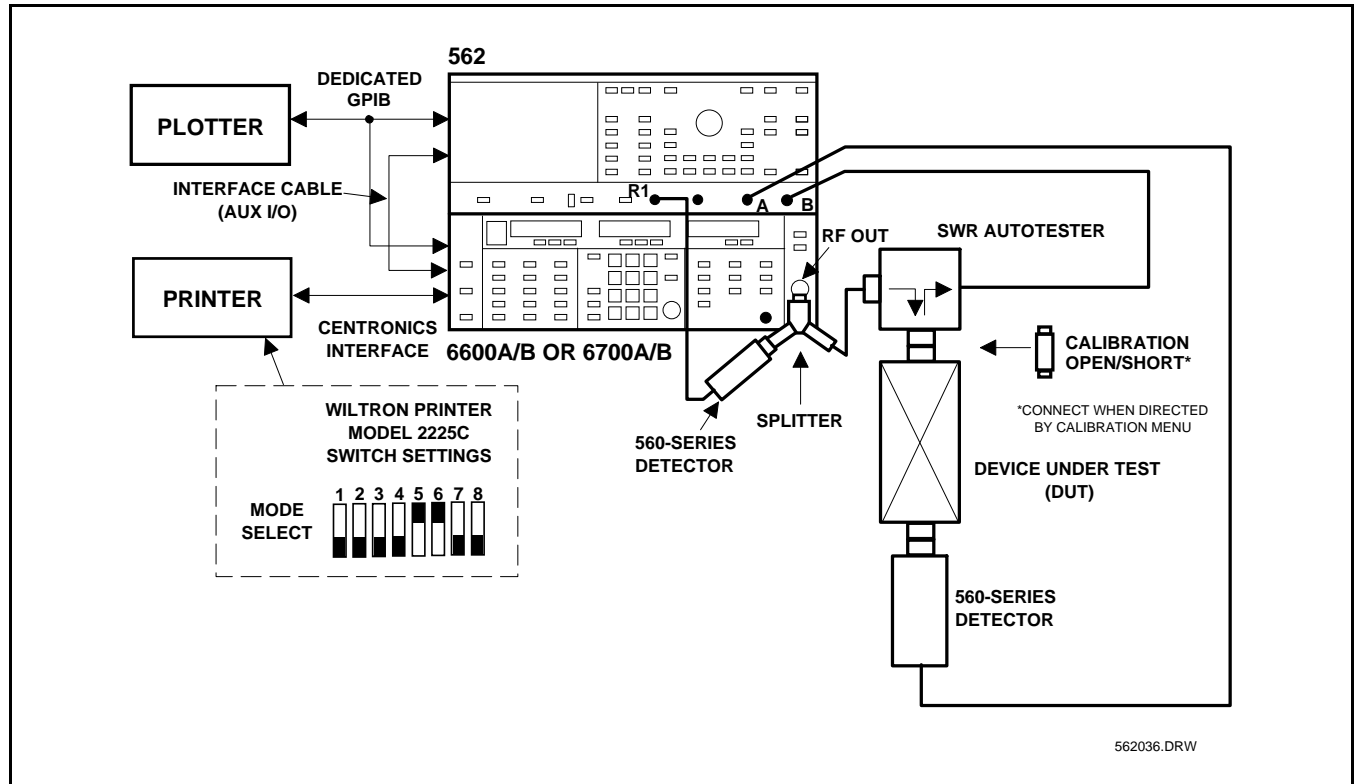 562
DEDICATED
GPIB
PLOTTER
INTERFACE CABLE
(AUX I/O)
R1
A
B
RF OUT
SWR AUTOTESTER
PRINTER
CENTRONICS
INTERFACE
6600A/B OR 6700A/B
CALIBRATION
OPEN/SHORT*
*CONNECT WHEN DIRECTED
BY CALIBRATION MENU
SPLITTER
560-SERIES
DETECTOR
DEVICE UNDER TEST
(DUT)
WILTRON PRINTER
MODEL 2225C
SWITCH SETTINGS
1 2 3 4 5 6 7 8
MODE
SELECT
560-SERIES
DETECTOR
562036.DRW